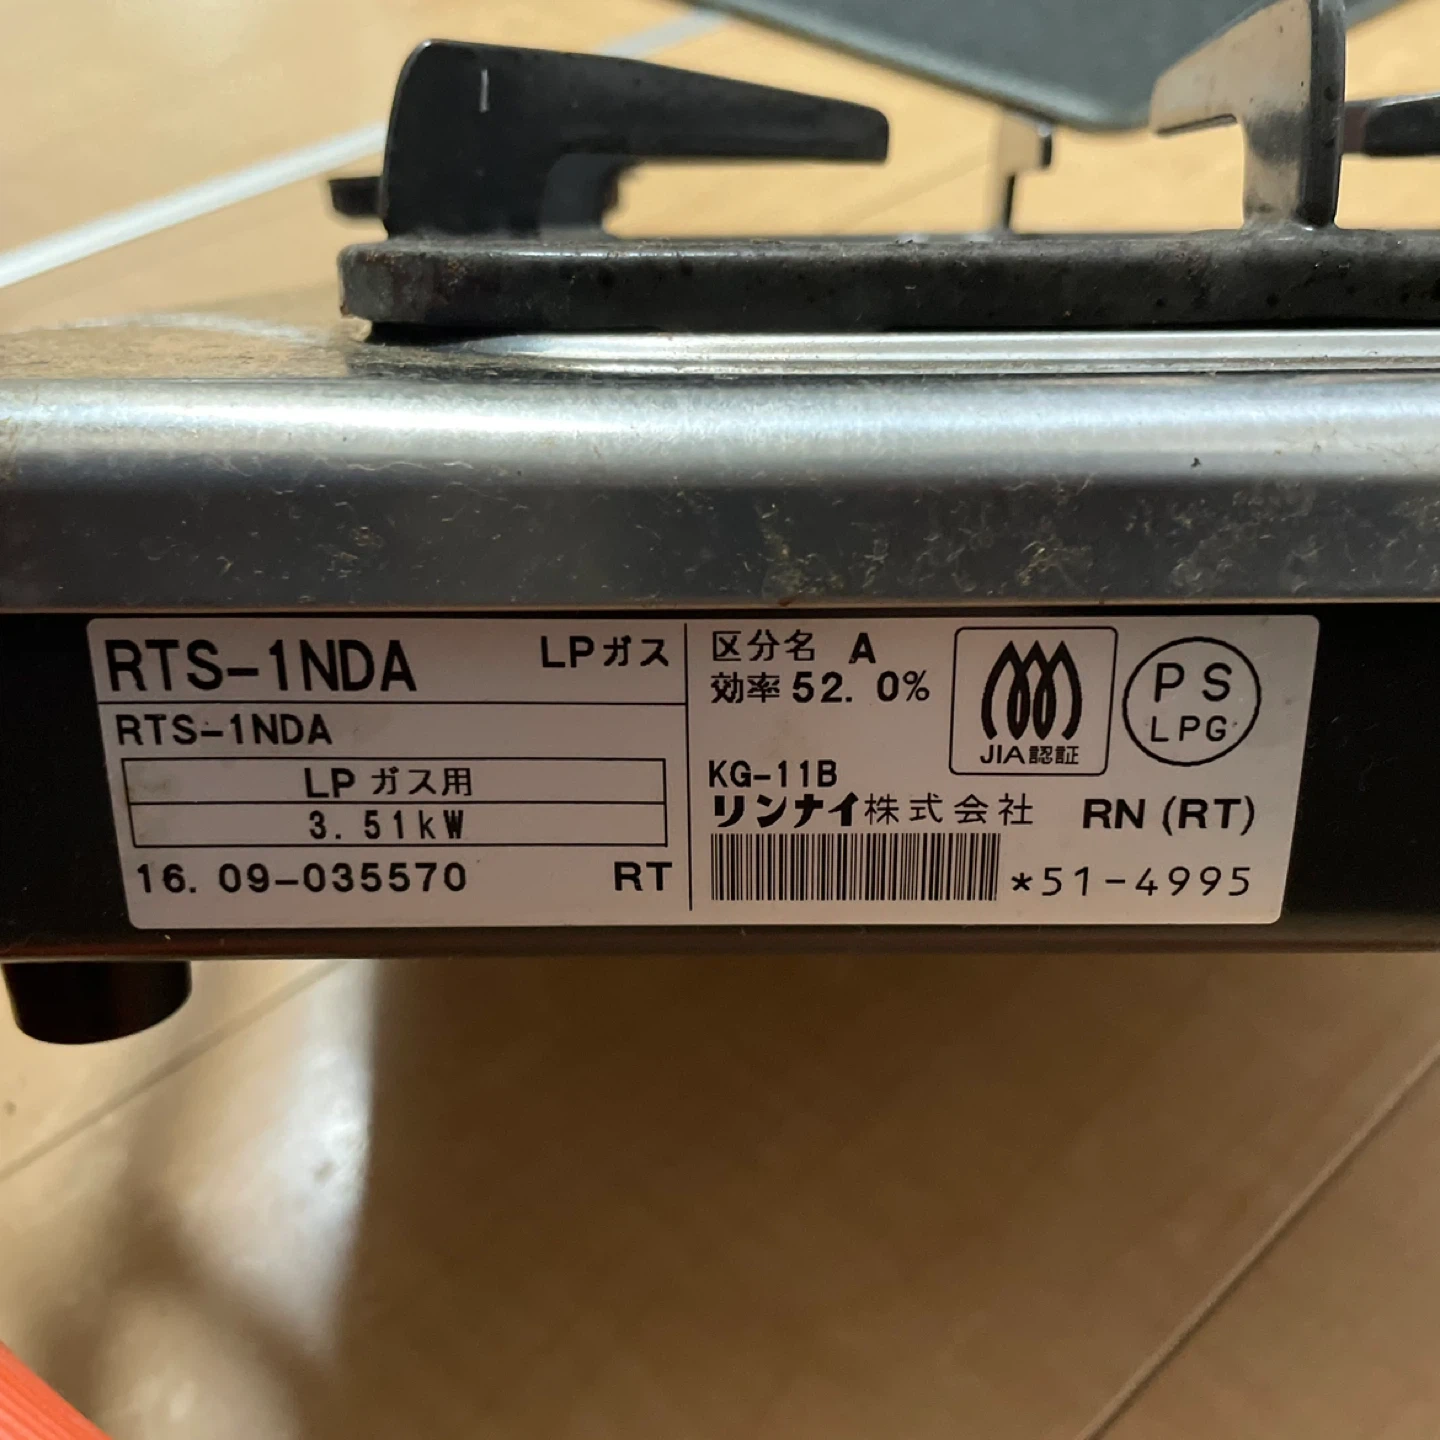 RTS-1NDA LPガス
RTS-1NDA
LP ガス用
3.51kW
16.09-035570 RT
区分名 A
効率 52.0%
JIA認証
PS
LPG
KG-11B
リンナイ株式会社 RN(RT)
*51-4995